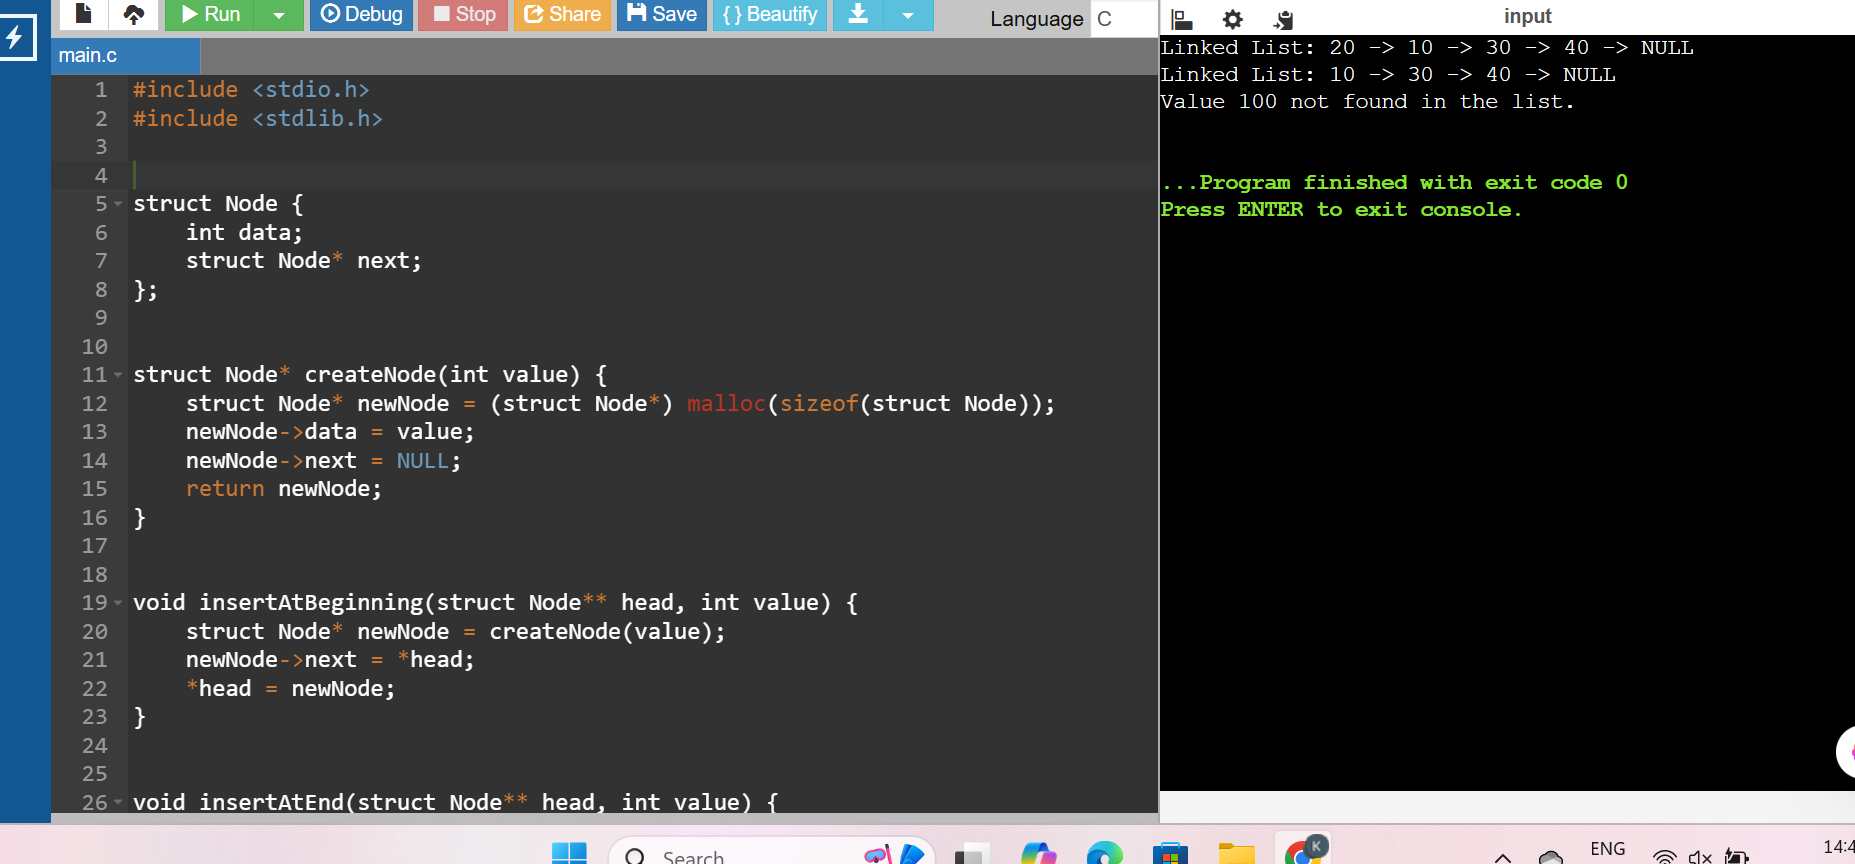 Run Debug Stop Share Save { } Beautify Language C
main.c
1 #include <stdio.h>
2 #include <stdlib.h>
3
4
5 struct Node {
6 int data;
7 struct Node* next;
8 };
9
10
11 struct Node* createNode(int value) {
12 struct Node* newNode = (struct Node*) malloc(sizeof(struct Node));
13 newNode->data = value;
14 newNode->next = NULL;
15 return newNode;
16 }
17
18
19 void insertAtBeginning(struct Node** head, int value) {
20 struct Node* newNode = createNode(value);
21 newNode->next = *head;
22 *head = newNode;
23 }
24
25
26 void insertAtEnd(struct Node** head, int value) {
input
Linked List: 20 -> 10 -> 30 -> 40 -> NULL
Linked List: 10 -> 30 -> 40 -> NULL
Value 100 not found in the list.
...Program finished with exit code 0
Press ENTER to exit console.
Search
K
ENG
14:4